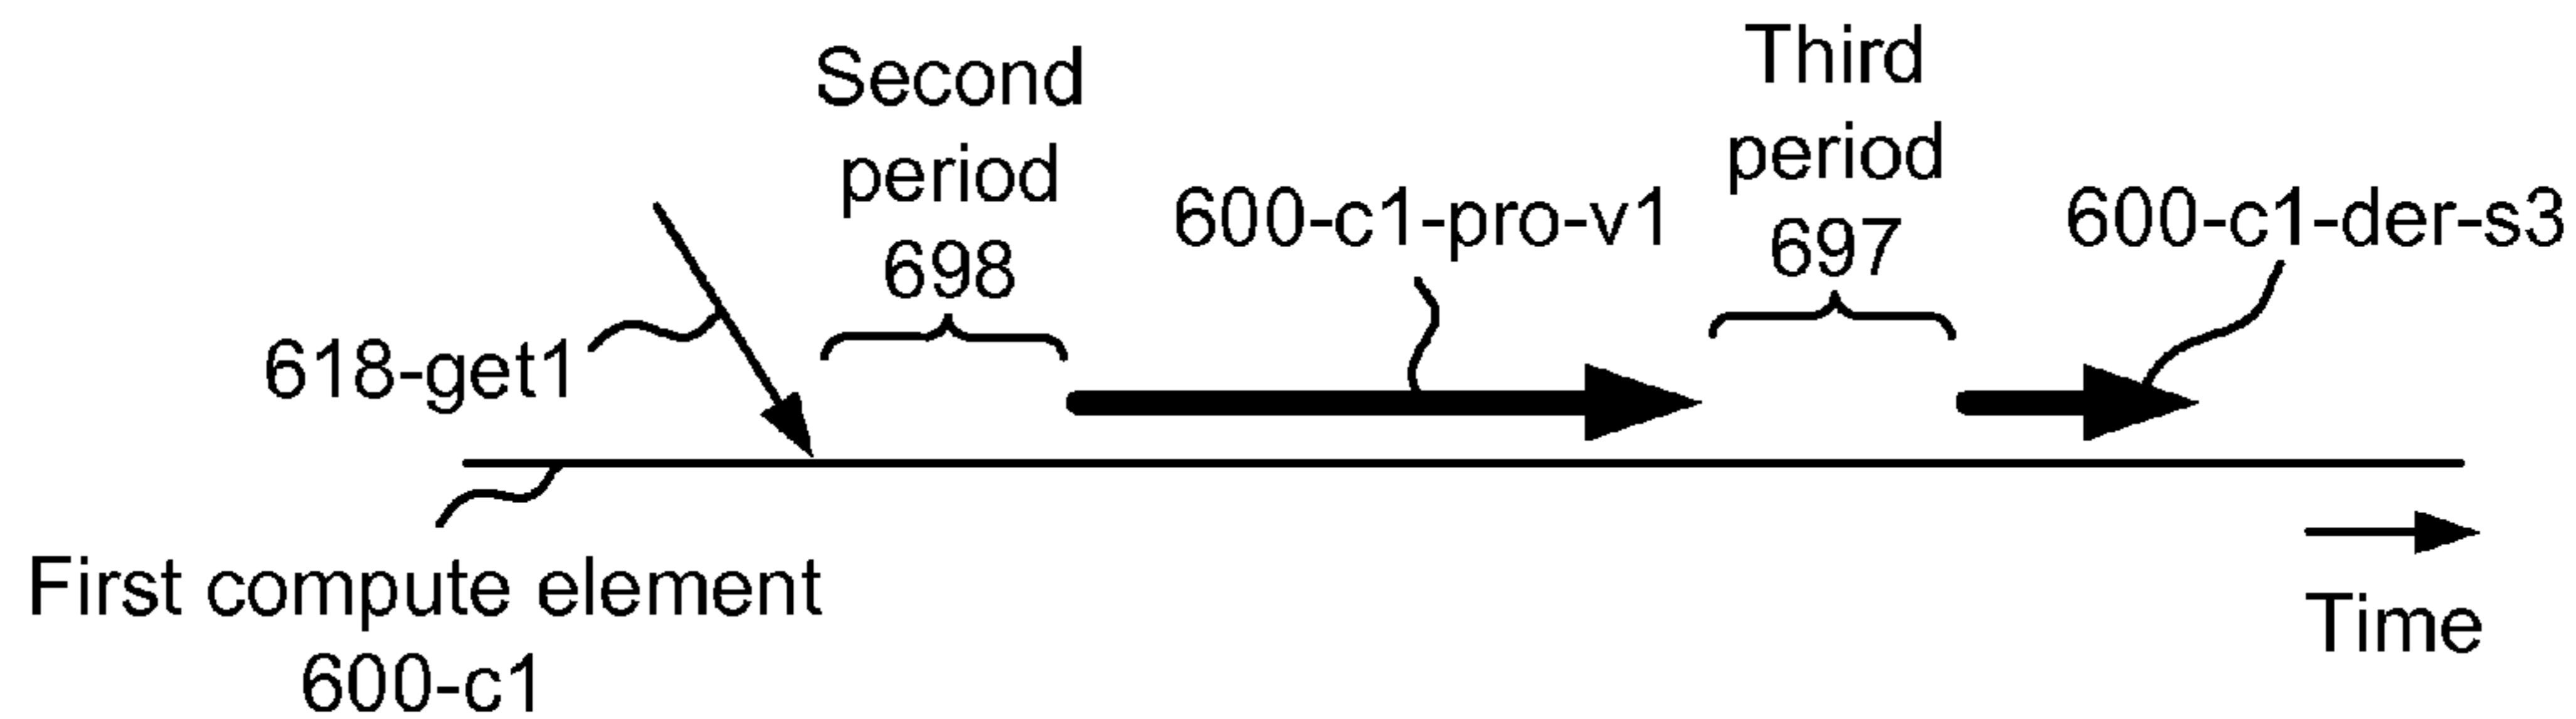 Second
period
698
Third
period
697
600-c1-pro-v1
600-c1-der-s3
618-get1
First compute element
600-c1
Time